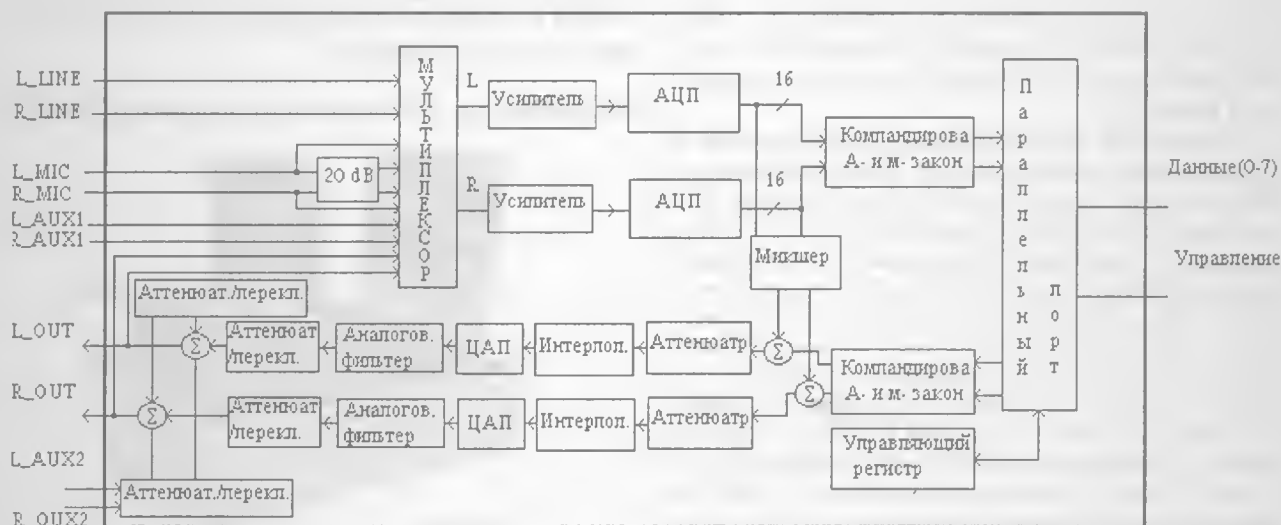 L_LINE
R_LINE
L_MIC
R_MIC
L_AUX1
R_AUX1
20 dB
МУЛЬТИПЛЕКСОР
L
R
Усилитель
Усилитель
АЦП
АЦП
16
16
Компандирова
А- и м- закон
Параллельный
порт
Данные(0-7)
Управление
Микшер
Аттенюат./перекл.
L_OUT
Аттенюат
/перекл.
Аналогов.
фильтер
ЦАП
Интерпол.
Аттенюатр
Σ
Σ
Компандирова
А- и м- закон
R_OUT
Σ
Σ
Аттенюат
/перекл.
Аналогов.
фильтер
ЦАП
Интерпол.
Аттенюатр
Управляющий
регистр
L_AUX2
Аттенюат./перекл.
R_OUX2